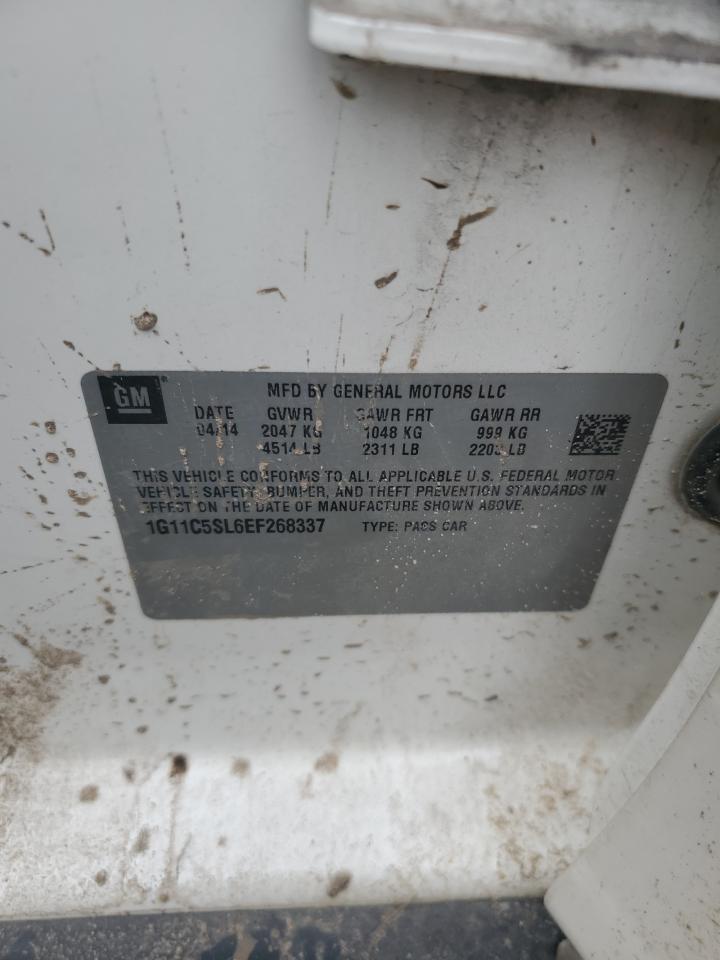 GM
MFD BY GENERAL MOTORS LLC
DATE GVWR GAWR FRT GAWR RR
04/14 2047 KG 1048 KG 999 KG
4514 LB 2311 LB 2203 LB
THIS VEHICLE CONFORMS TO ALL APPLICABLE U.S. FEDERAL MOTOR
VEHICLE SAFETY, BUMPER, AND THEFT PREVENTION STANDARDS IN
EFFECT ON THE DATE OF MANUFACTURE SHOWN ABOVE.
1G11C5SL6EF268337 TYPE: PASS CAR